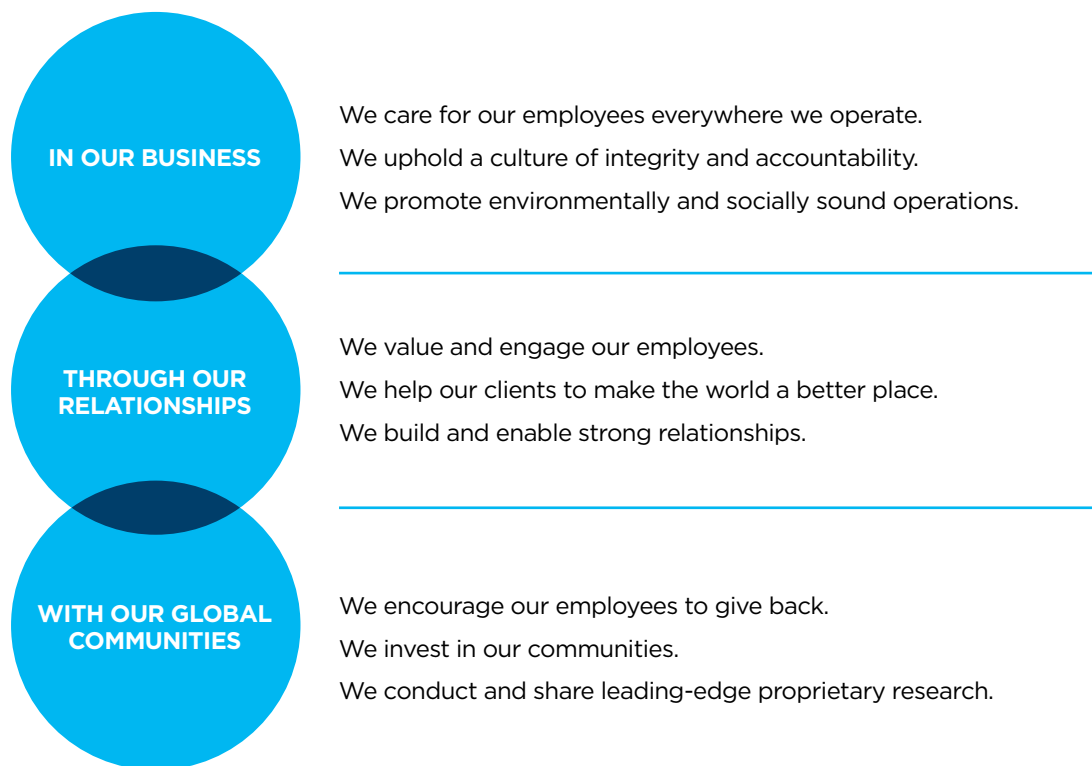 IN OUR BUSINESS
We care for our employees everywhere we operate.
We uphold a culture of integrity and accountability.
We promote environmentally and socially sound operations.
THROUGH OUR
RELATIONSHIPS
We value and engage our employees.
We help our clients to make the world a better place.
We build and enable strong relationships.
WITH OUR GLOBAL
COMMUNITIES
We encourage our employees to give back.
We invest in our communities.
We conduct and share leading-edge proprietary research.